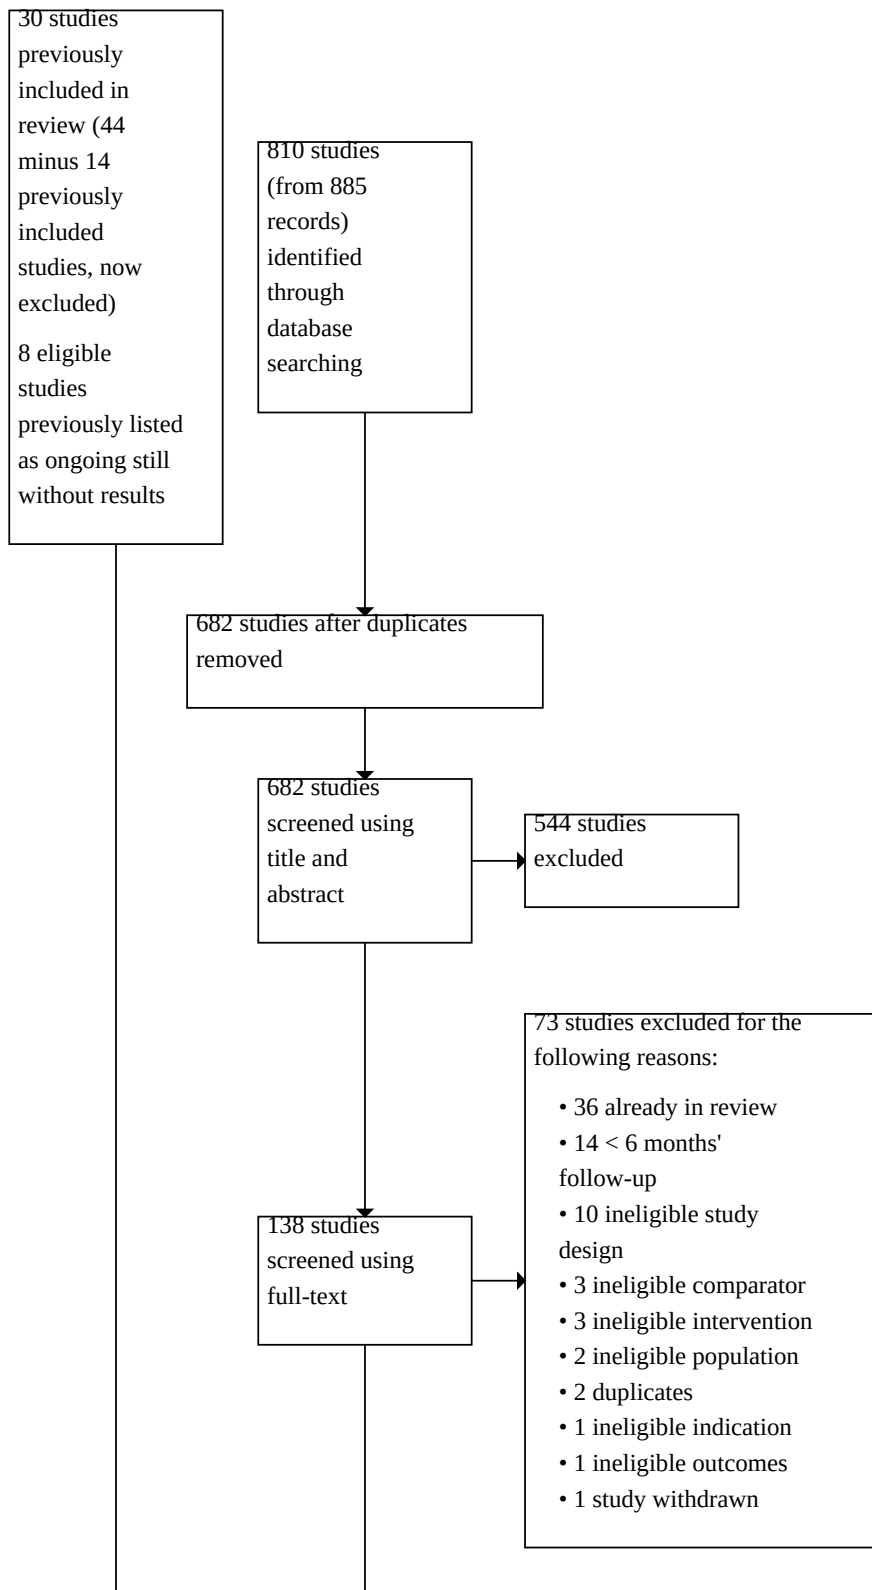 30 studies
previously
included in
review (44
minus 14
previously
included
studies, now
excluded)
8 eligible
studies
previously listed
as ongoing still
without results
810 studies
(from 885
records)
identified
through
database
searching
682 studies after duplicates
removed
682 studies
screened using
title and
abstract
544 studies
excluded
138 studies
screened using
full-text
73 studies excluded for the
following reasons:
• 36 already in review
• 14 < 6 months'
follow-up
• 10 ineligible study
design
• 3 ineligible comparator
• 3 ineligible intervention
• 2 ineligible population
• 2 duplicates
• 1 ineligible indication
• 1 ineligible outcomes
• 1 study withdrawn